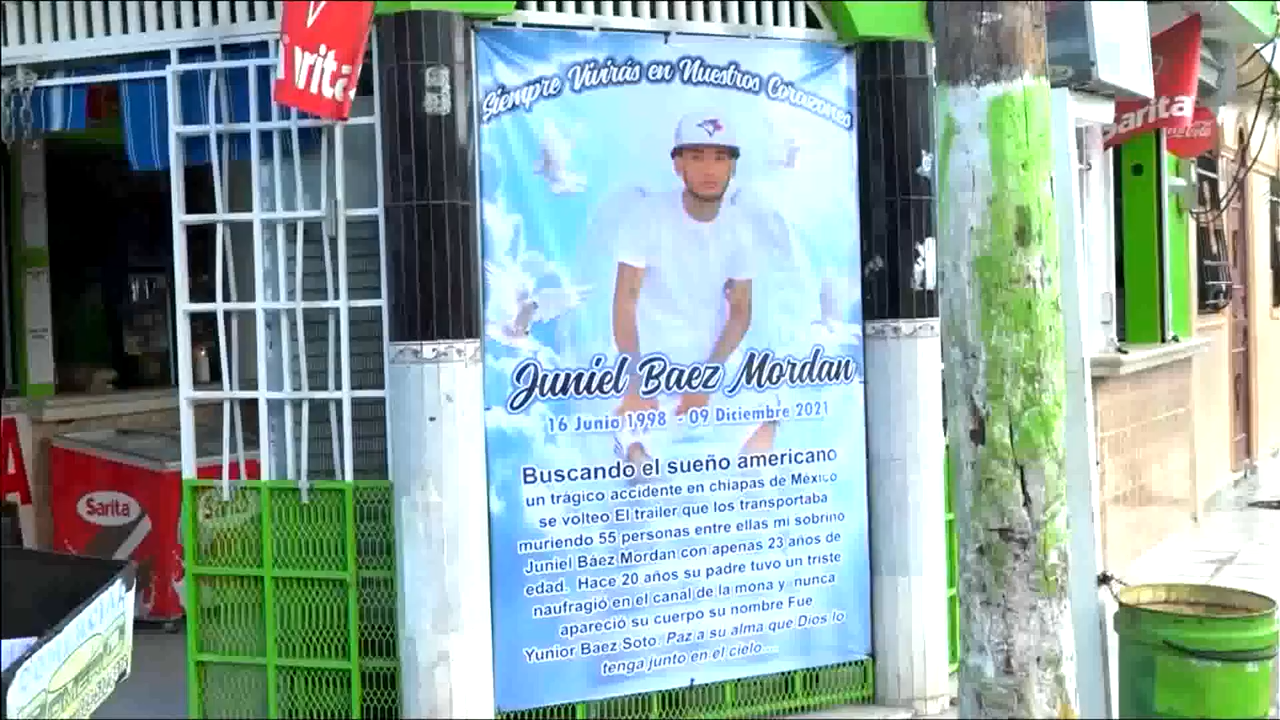 Sarita
Siempre Vivirás en Nuestros Corazones
Juniel Baez Mordan
16 Junio 1998 - 09 Diciembre 2021
Buscando el sueño americano
un trágico accidente en chiapas de México
se volteo El trailer que los transportaba
muriendo 55 personas entre ellas mi sobrino
Juniel Báez Mordan con apenas 23 años de
edad. Hace 20 años su padre tuvo un triste
naufragió en el canal de la mona y nunca
apareció su cuerpo su nombre Fue
Yunior Baez Soto. Paz a su alma que Dios lo
tenga junto en el cielo....
Sarita
Sarita